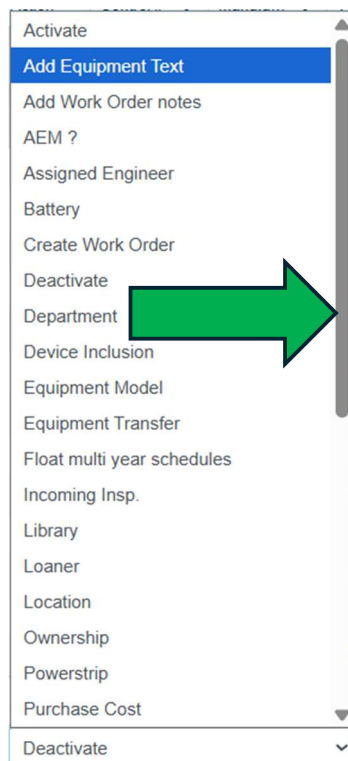 Activate
Add Equipment Text
Add Work Order notes
AEM ?
Assigned Engineer
Battery
Create Work Order
Deactivate
Department
Device Inclusion
Equipment Model
Equipment Transfer
Float multi year schedules
Incoming Insp.
Library
Loaner
Location
Ownership
Powerstrip
Purchase Cost
Deactivate